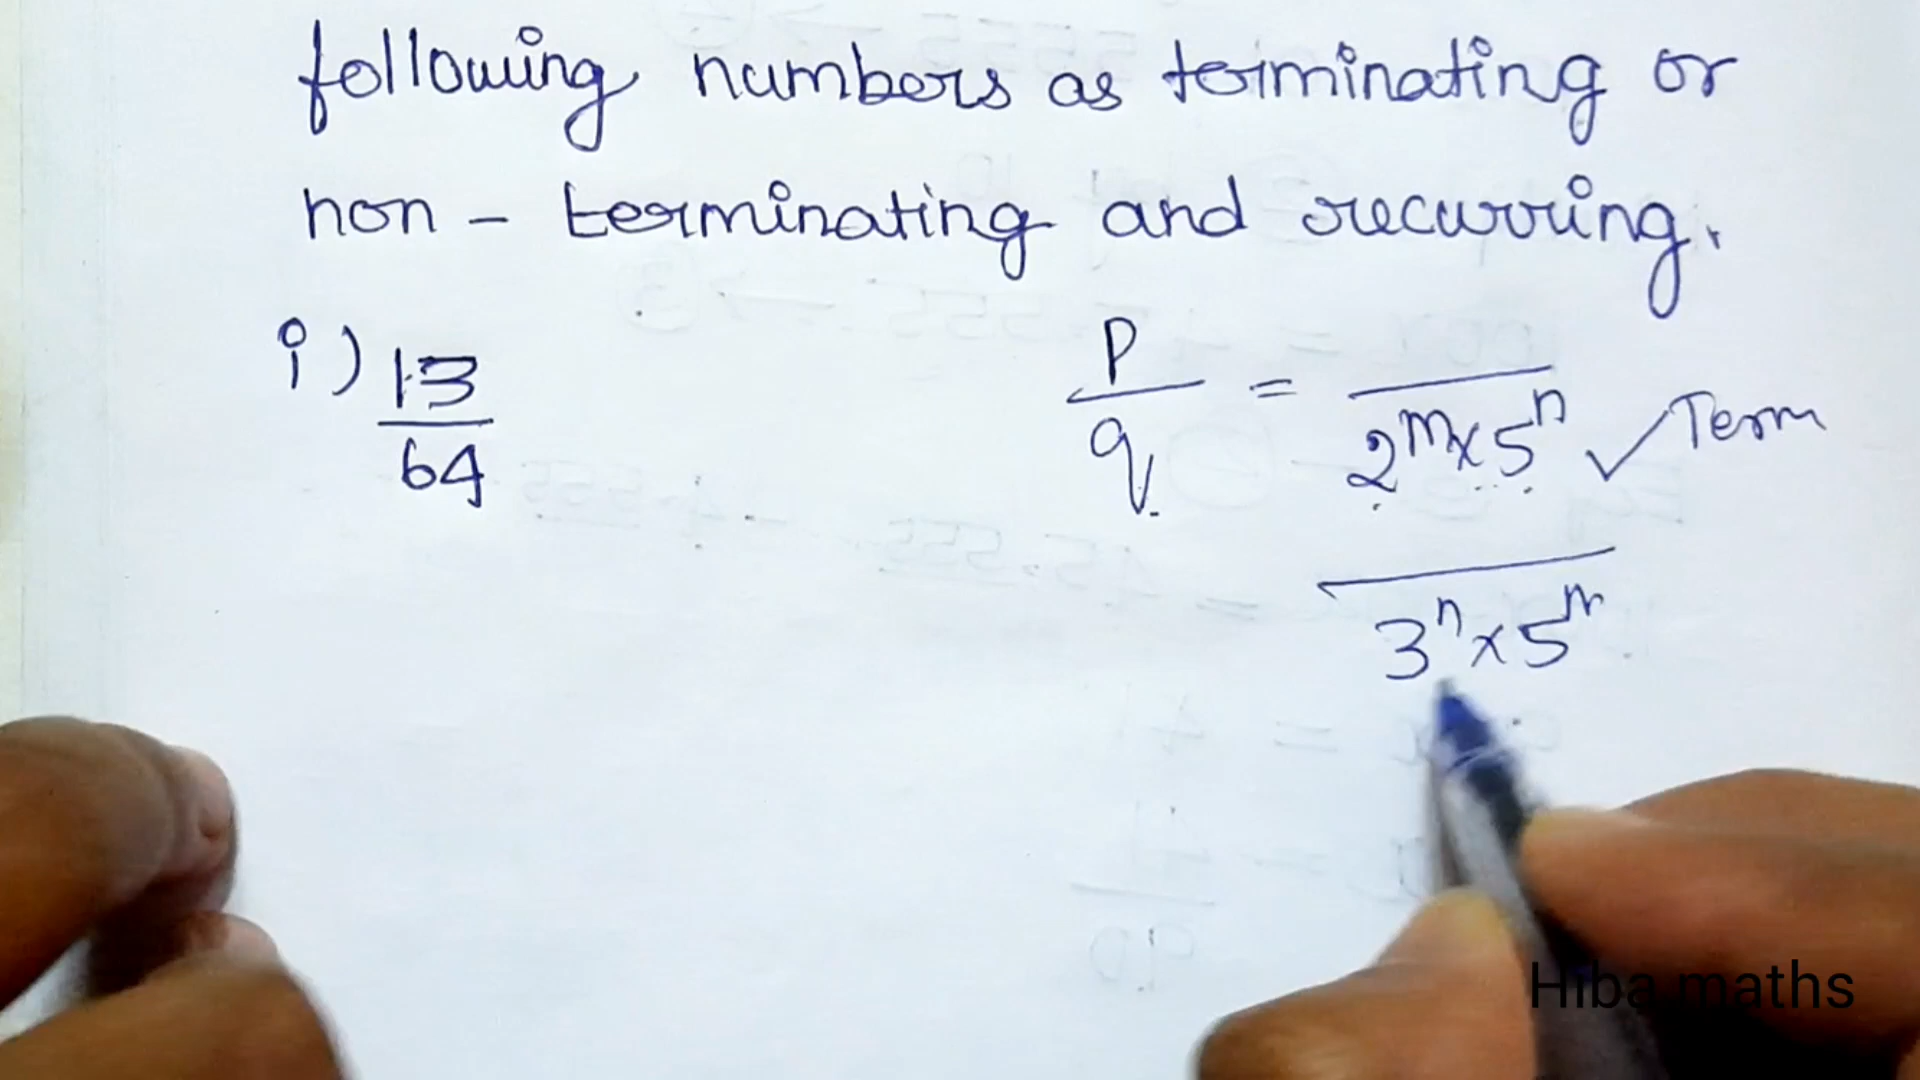 following numbers as terminating or
non - terminating and recurring.
i) 13/64
p/q = /2^m × 5^n ✓ Term
/3^n × 5^m
Hiba maths